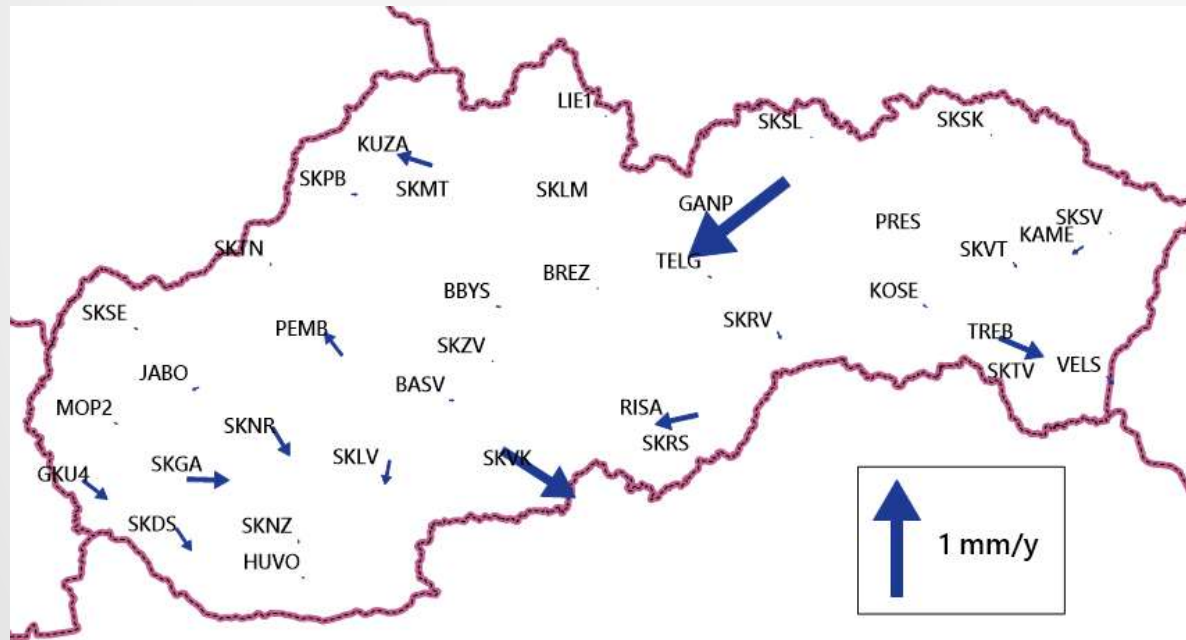 LIE1
SKSL
SKSK
KUZA
SKPB
SKMT
SKLM
GANP
PRES
SKSV
KAME
SKTN
SKVT
TELG
BREZ
BBYS
KOSE
SKSE
PEMB
SKRV
TREB
SKZV
VELS
JABO
BASV
SKTV
MOP2
RISA
SKNR
SKRS
SKGA
SKLV
SKVK
GKU4
SKDS
SKNZ
1 mm/y
HUVO